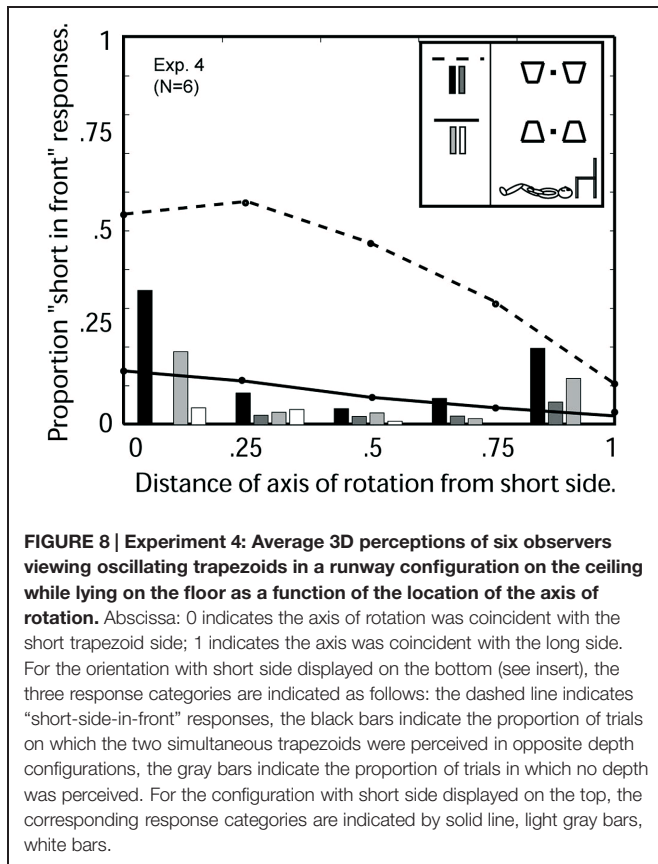 1
.75
.5
.25
0
Proportion "short in front" responses.
Exp. 4
(N=6)
0 .25 .5 .75 1
Distance of axis of rotation from short side.
FIGURE 8 | Experiment 4: Average 3D perceptions of six observers
viewing oscillating trapezoids in a runway configuration on the ceiling
while lying on the floor as a function of the location of the axis of
rotation. Abscissa: 0 indicates the axis of rotation was coincident with the
short trapezoid side; 1 indicates the axis was coincident with the long side.
For the orientation with short side displayed on the bottom (see insert), the
three response categories are indicated as follows: the dashed line indicates
“short-side-in-front” responses, the black bars indicate the proportion of trials
on which the two simultaneous trapezoids were perceived in opposite depth
configurations, the gray bars indicate the proportion of trials in which no depth
was perceived. For the configuration with short side displayed on the top, the
corresponding response categories are indicated by solid line, light gray bars,
white bars.